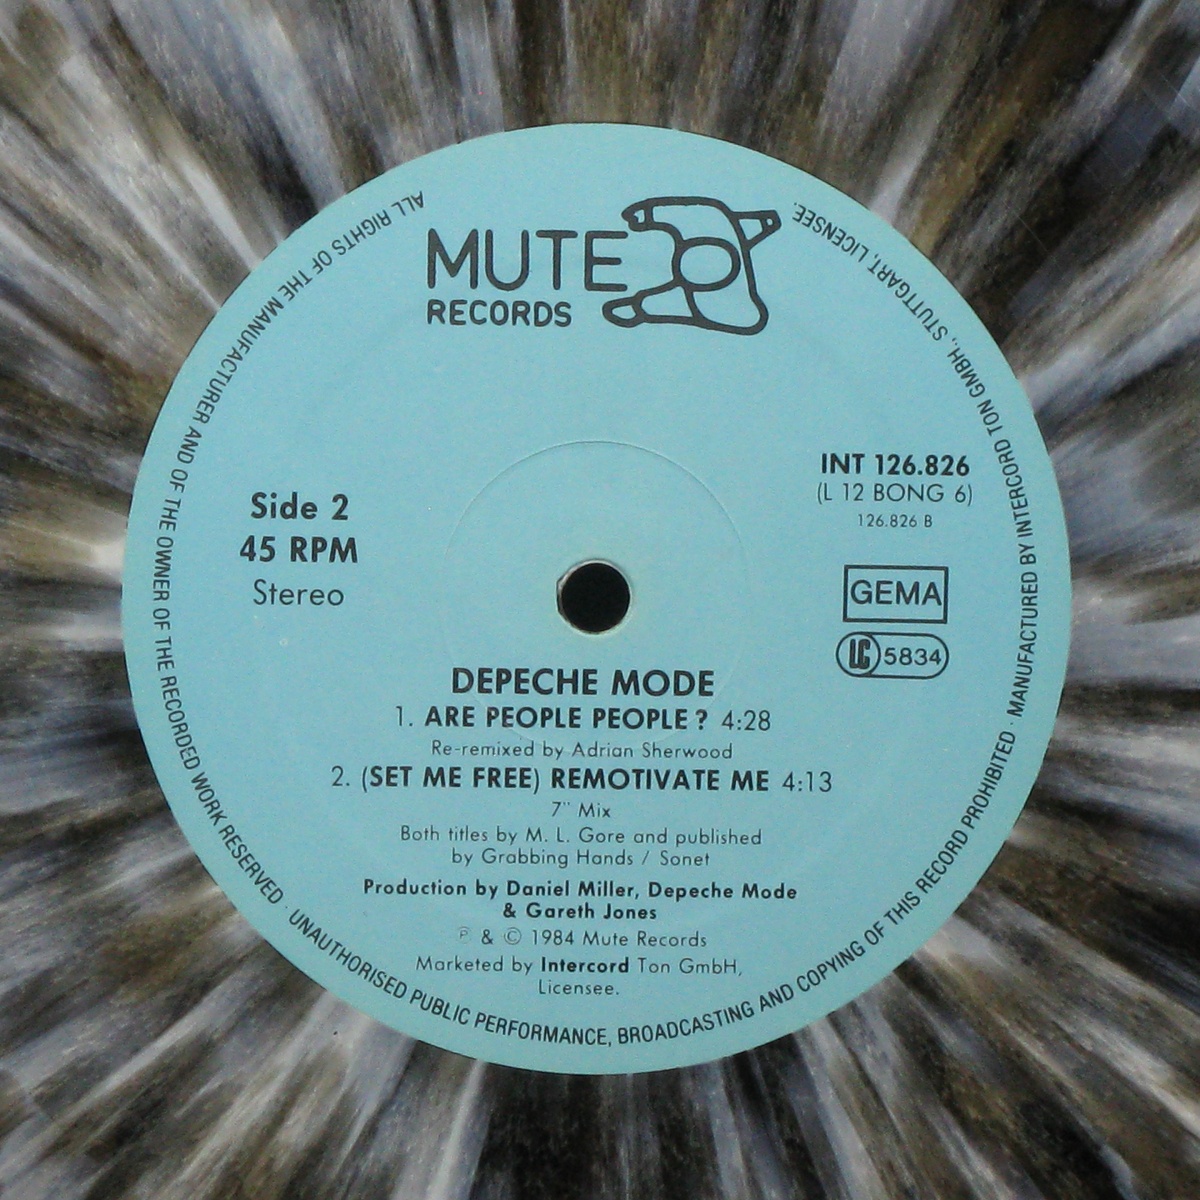 MUTE
RECORDS
INT 126.826
(L 12 BONG 6)
126.826 B
Side 2
45 RPM
Stereo
GEMA
LC 5834
DEPECHE MODE
1. ARE PEOPLE PEOPLE ? 4:28
Re-remixed by Adrian Sherwood
2. (SET ME FREE) REMOTIVATE ME 4:13
7" Mix
Both titles by M. L. Gore and published
by Grabbing Hands / Sonet
Production by Daniel Miller, Depeche Mode
& Gareth Jones
℗ & © 1984 Mute Records
Marketed by Intercord Ton GmbH,
Licensee.
ALL RIGHTS OF THE MANUFACTURER AND OF THE OWNER OF THE RECORDED WORK RESERVED · UNAUTHORISED PUBLIC PERFORMANCE, BROADCASTING AND COPYING OF THIS RECORD PROHIBITED · MANUFACTURED BY INTERCORD TON GMBH., STUTTGART, LICENSEE.